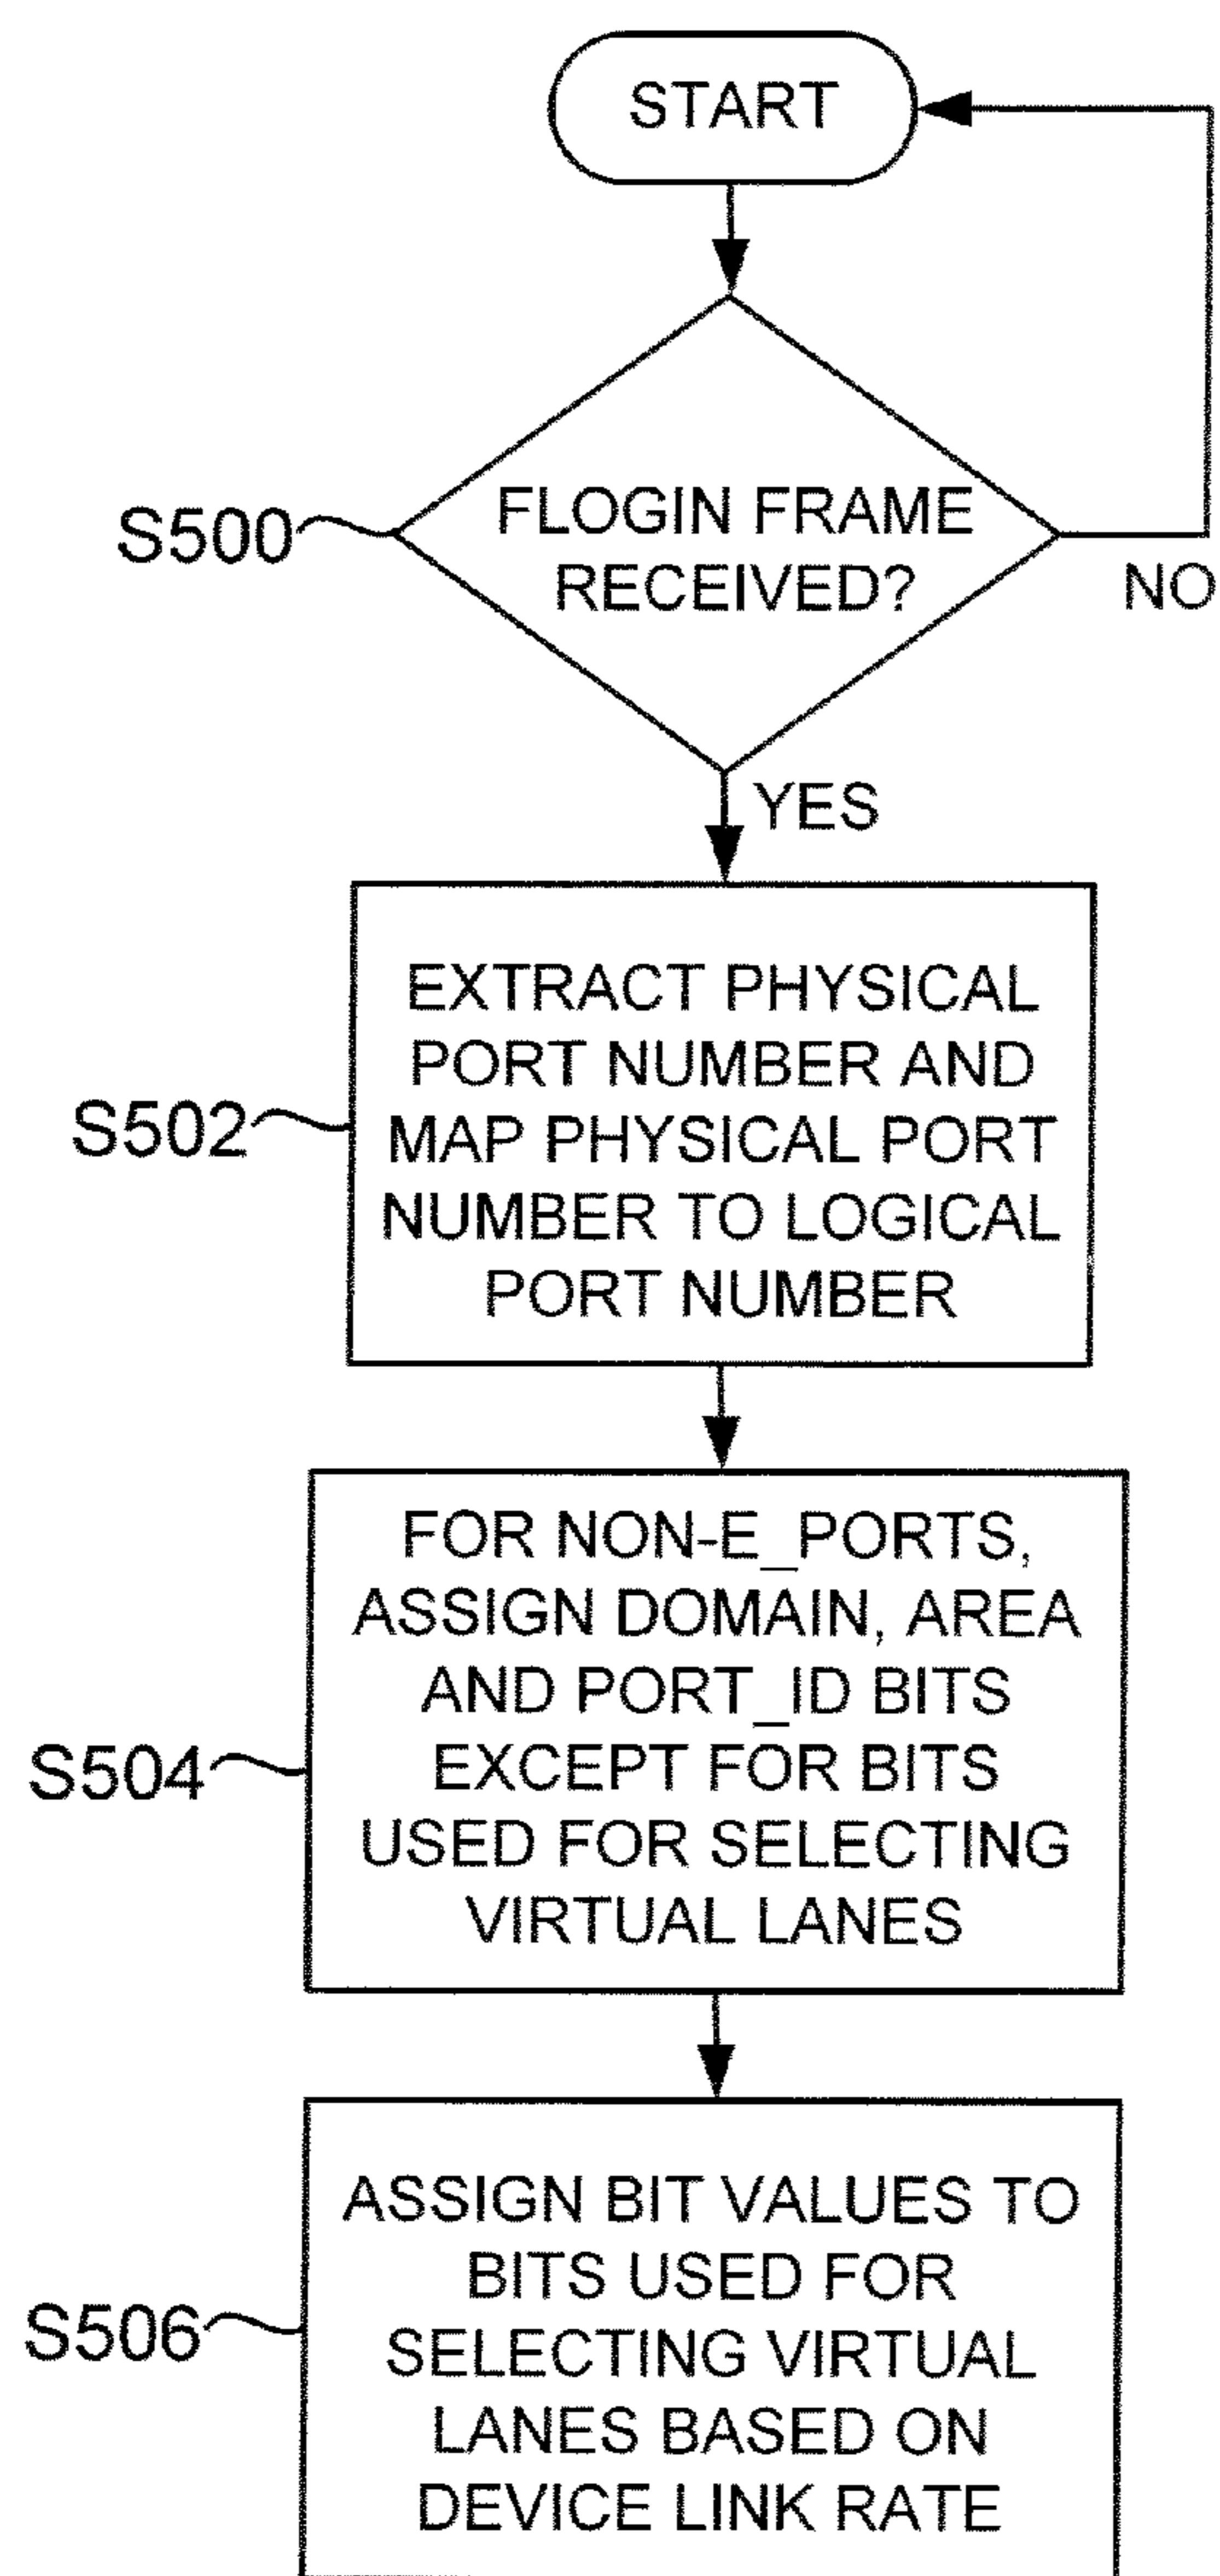 START
S500
FLOGIN FRAME
RECEIVED?
NO
YES
S502
EXTRACT PHYSICAL
PORT NUMBER AND
MAP PHYSICAL PORT
NUMBER TO LOGICAL
PORT NUMBER
S504
FOR NON-E_PORTS,
ASSIGN DOMAIN, AREA
AND PORT_ID BITS
EXCEPT FOR BITS
USED FOR SELECTING
VIRTUAL LANES
S506
ASSIGN BIT VALUES TO
BITS USED FOR
SELECTING VIRTUAL
LANES BASED ON
DEVICE LINK RATE